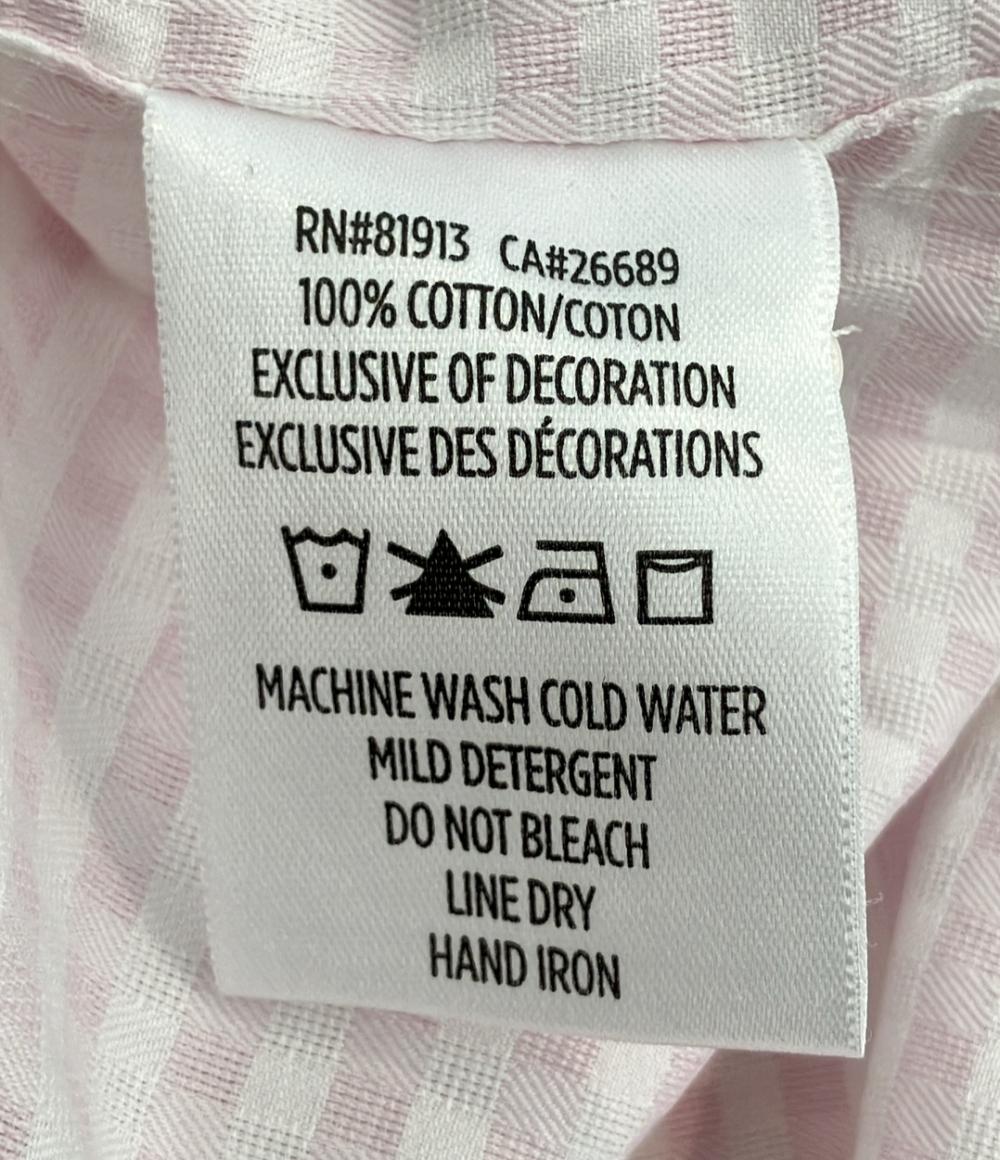 RN#81913 CA#26689
100% COTTON/COTON
EXCLUSIVE OF DECORATION
EXCLUSIVE DES DÉCORATIONS
MACHINE WASH COLD WATER
MILD DETERGENT
DO NOT BLEACH
LINE DRY
HAND IRON